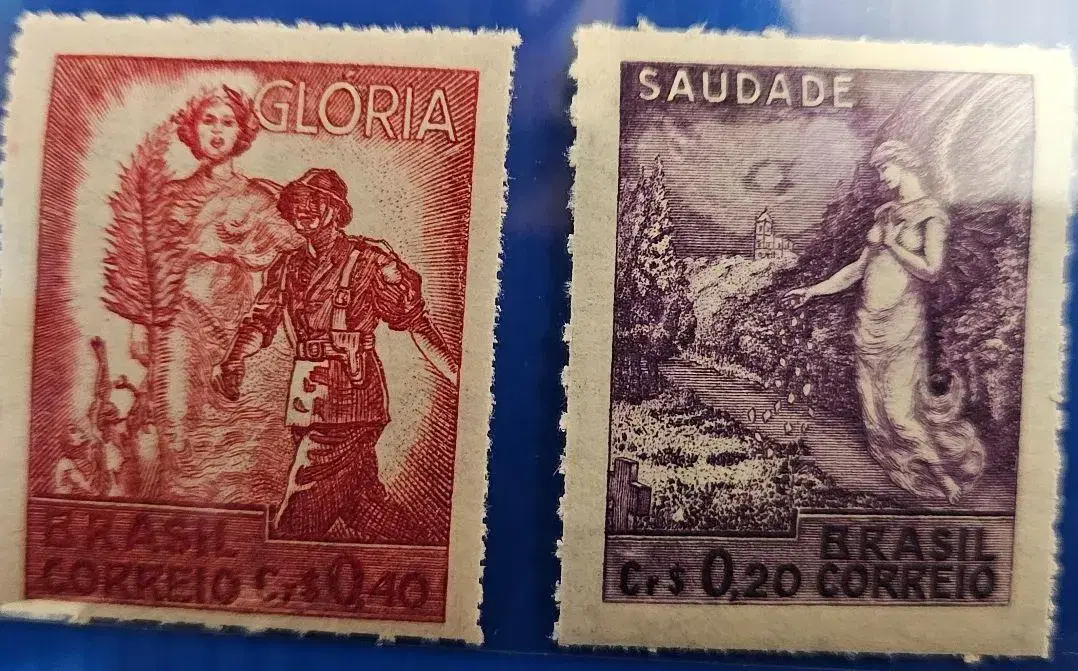 GLÓRIA
BRASIL
CORREIO Cr.$ 0,40
SAUDADE
BRASIL
Cr$ 0,20 CORREIO